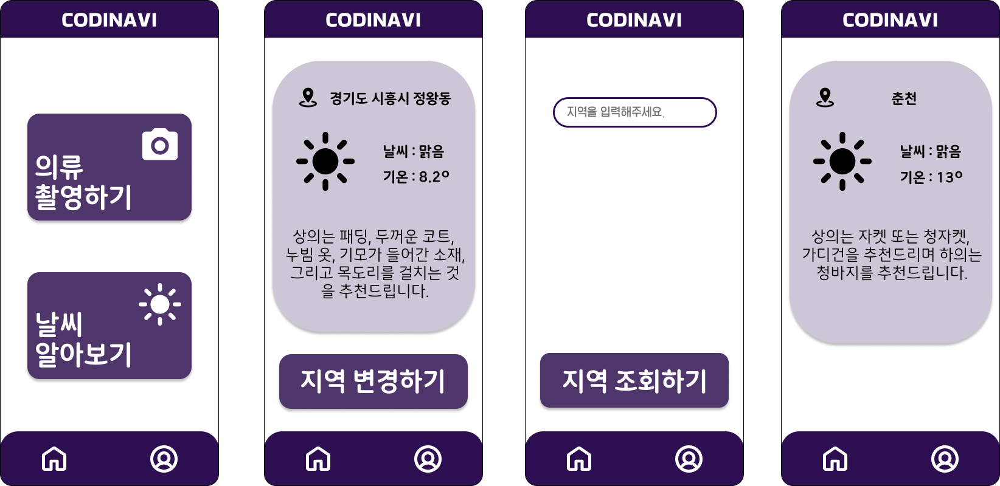 CODINAVI
의류
촬영하기
날씨
알아보기
CODINAVI
경기도 시흥시 정왕동
날씨 : 맑음
기온 : 8.2º
상의는 패딩, 두꺼운 코트,
누빔 옷, 기모가 들어간 소재,
그리고 목도리를 걸치는 것
을 추천드립니다.
지역 변경하기
CODINAVI
지역을 입력해주세요.
지역 조회하기
CODINAVI
춘천
날씨 : 맑음
기온 : 13º
상의는 자켓 또는 청자켓,
가디건을 추천드리며 하의는
청바지를 추천드립니다.